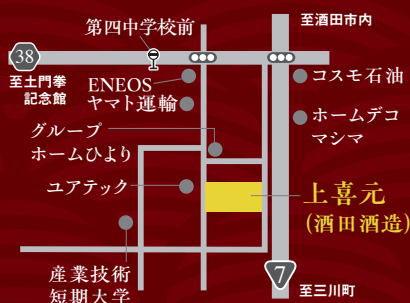 至酒田市内
第四中学校前
38
至土門拳
記念館
ENEOS
ヤマト運輸
コスモ石油
ホームデコ
マシマ
グループ
ホームひより
ユアテック
上喜元
(酒田酒造)
産業技術
短期大学
7
至三川町